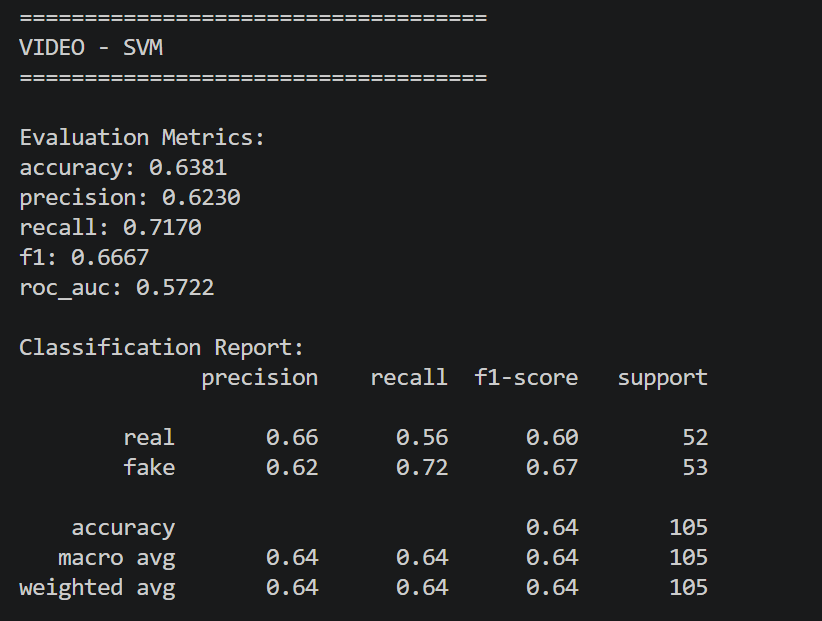 ====================================
VIDEO - SVM
====================================
Evaluation Metrics:
accuracy: 0.6381
precision: 0.6230
recall: 0.7170
f1: 0.6667
roc_auc: 0.5722
Classification Report:
precision recall f1-score support
real 0.66 0.56 0.60 52
fake 0.62 0.72 0.67 53
accuracy 0.64 105
macro avg 0.64 0.64 0.64 105
weighted avg 0.64 0.64 0.64 105